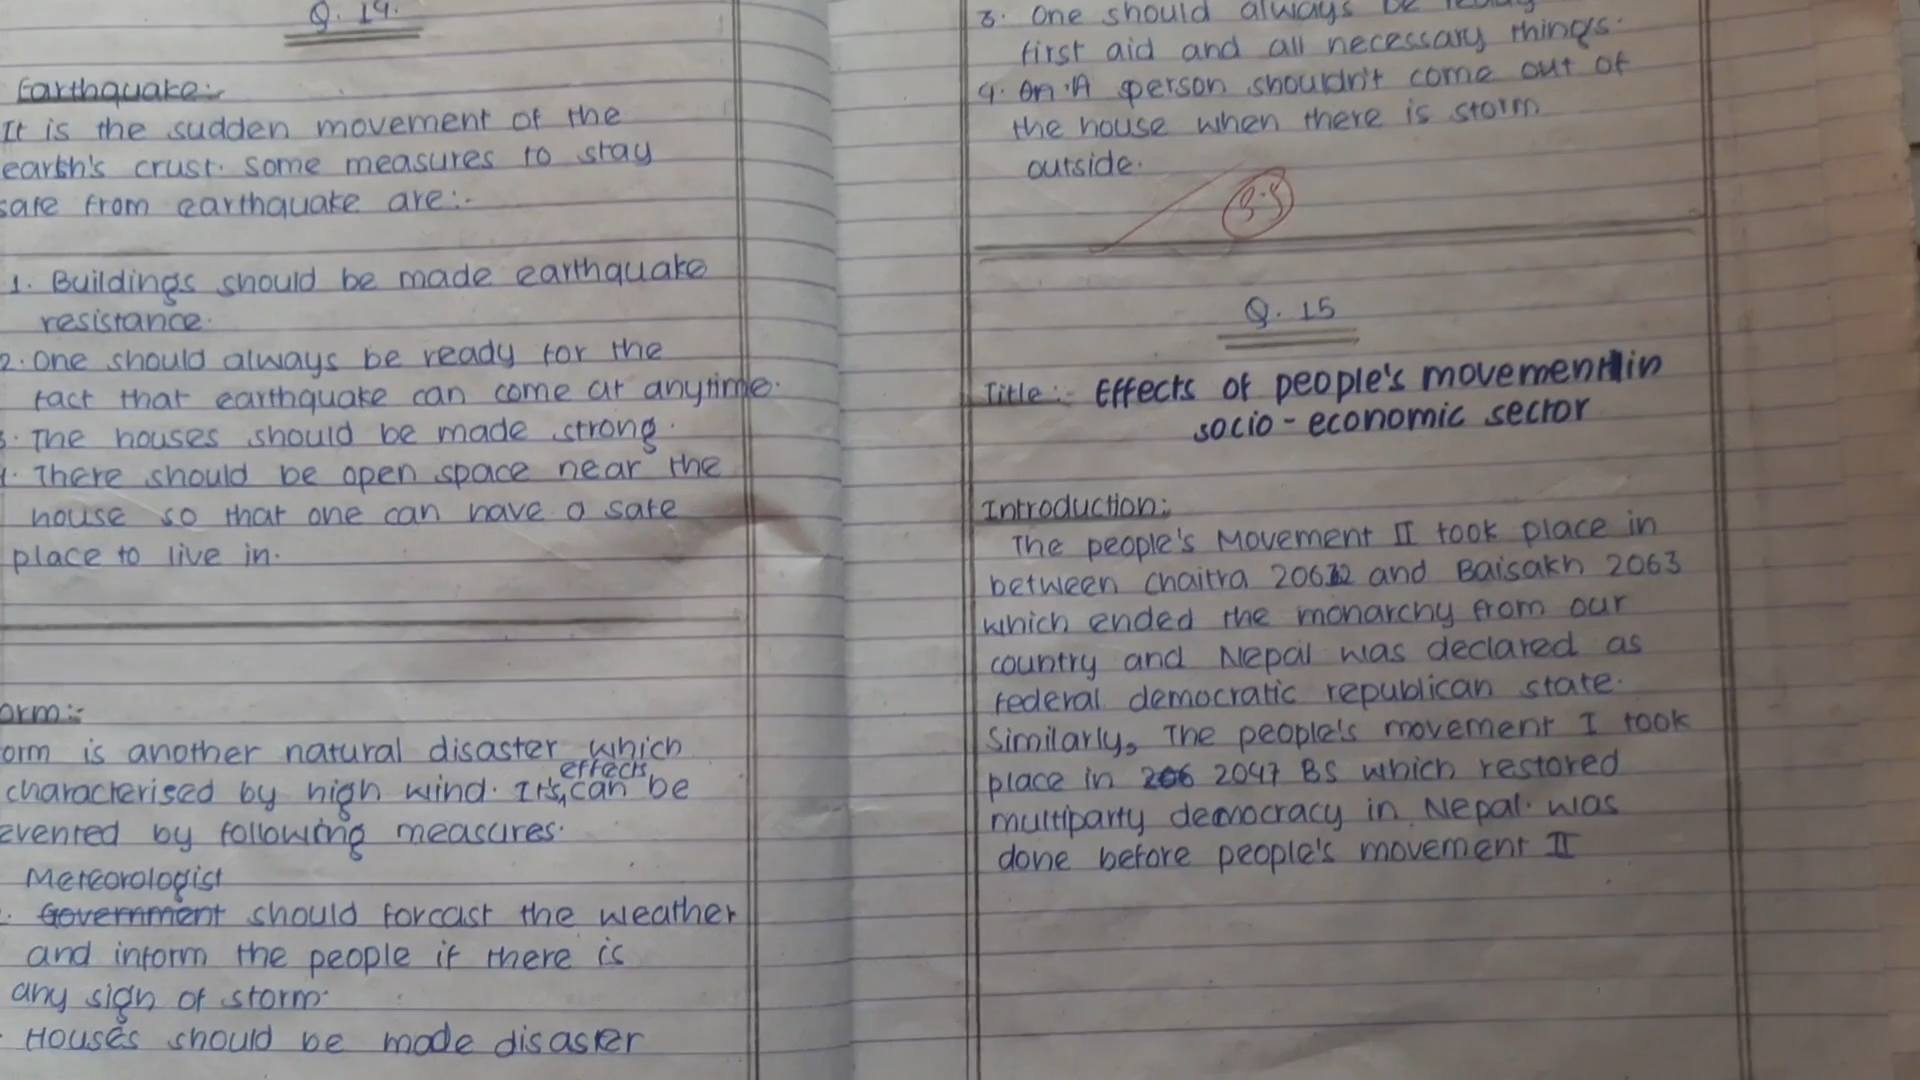 Q. 14.
Earthquake:-
It is the sudden movement of the
earth's crust. Some measures to stay
safe from earthquake are:-
1. Buildings should be made earthquake
resistance.
2. One should always be ready for the
fact that earthquake can come at anytime.
3. The houses should be made strong.
4. There should be open space near the
house so that one can have a safe
place to live in.
orm:-
orm is another natural disaster which
characterised by high wind. It's effects can be
evented by following measures.
Meteorologist
Government should forcast the weather
and inform the people if there is
any sign of storm.
Houses should be made disaster
3. One should always be ready
first aid and all necessary things.
4. On A person shouldn't come out of
the house when there is storm
outside.
3.5
Q. 15
Title:- Effects of people's movement in
socio-economic sector
Introduction:
The people's Movement II took place in
between Chaitra 2062 and Baisakh 2063
which ended the monarchy from our
country and Nepal was declared as
federal democratic republican state.
Similarly, The people's movement I took
place in 206 2047 BS which restored
multiparty democracy in Nepal. was
done before people's movement II